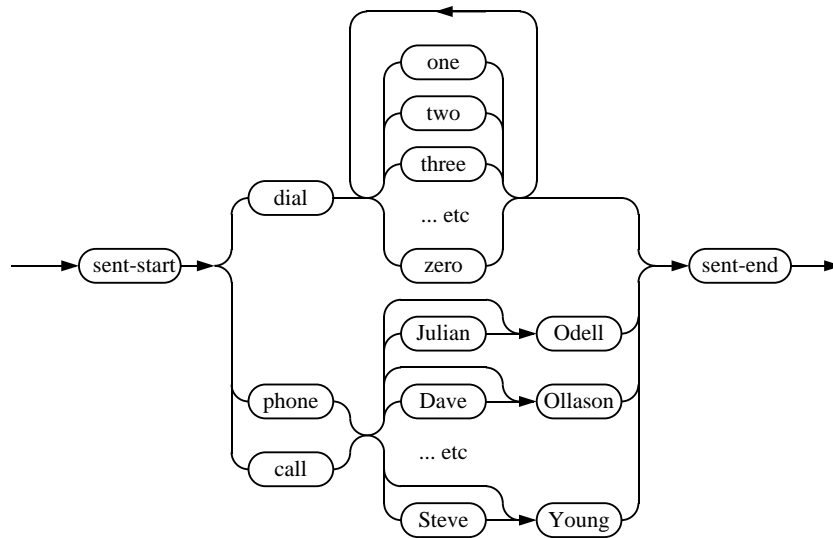 one
two
three
dial
... etc
sent-start
zero
sent-end
Julian
Odell
phone
Dave
Ollason
... etc
call
Steve
Young